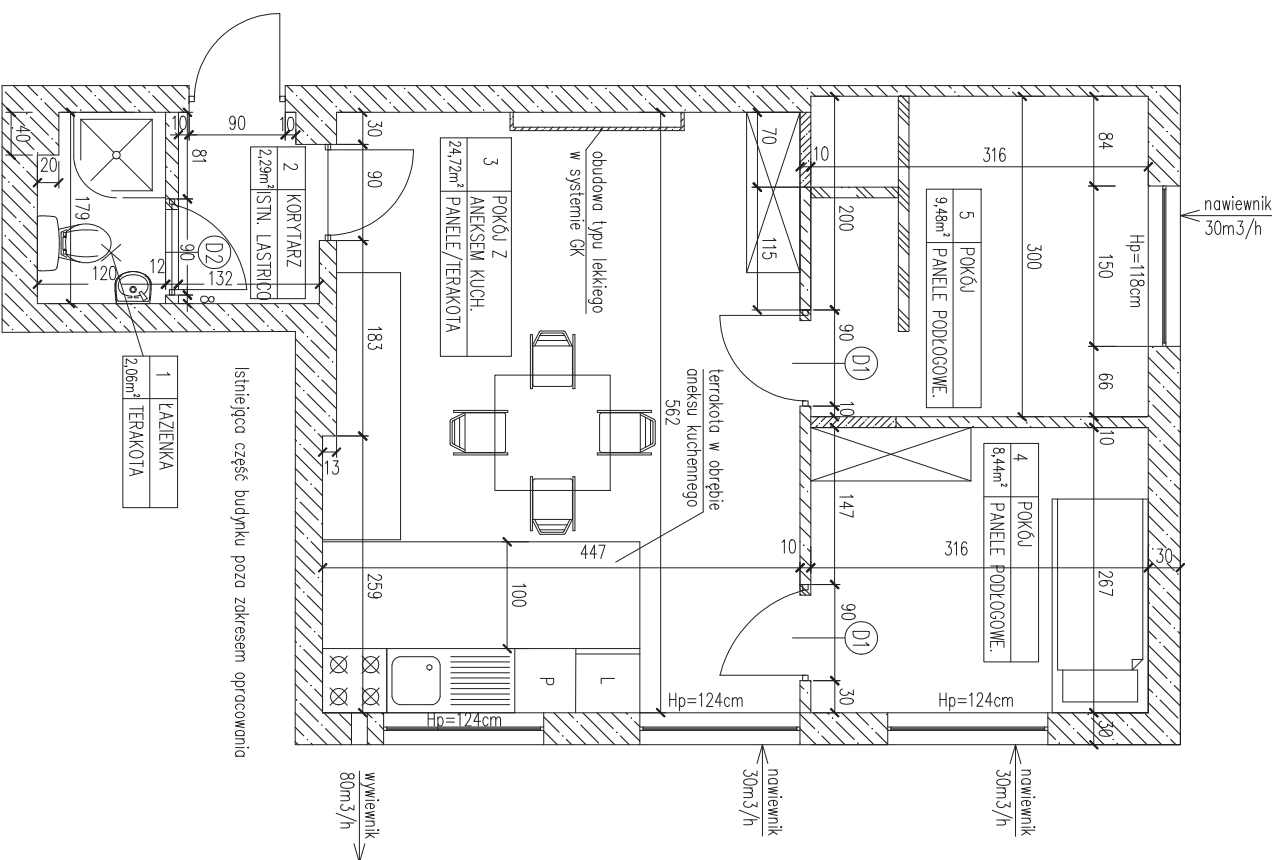 nawiewnik
30m3/h
Hp=118cm
84
150
66
316
300
5
POKÓJ
9,48m²
PANELE PODŁOGOWE.
200
70
10
115
90
D1
10
10
4
POKÓJ
8,44m²
PANELE PODŁOGOWE.
147
316
267
30
90
D1
30
10
Hp=124cm
30
nawiewnik
30m3/h
obudowa typu lekkiego
w systemie GK
3
POKÓJ Z
ANEKSEM KUCH.
24,72m²
PANELE/TERAKOTA
30
90
183
13
terrakota w obrębie
aneksu kuchennego
562
447
259
100
P
L
Hp=124cm
Hp=124cm
nawiewnik
30m3/h
wywiewnik
80m3/h
10
90
10
81
2
KORYTARZ
2,29m²
ISTN. LASTRICO
40
20
179
90
D2
120
12
132
8
1
ŁAZIENKA
2,06m²
TERAKOTA
Istniejąca część budynku poza zakresem opracowania